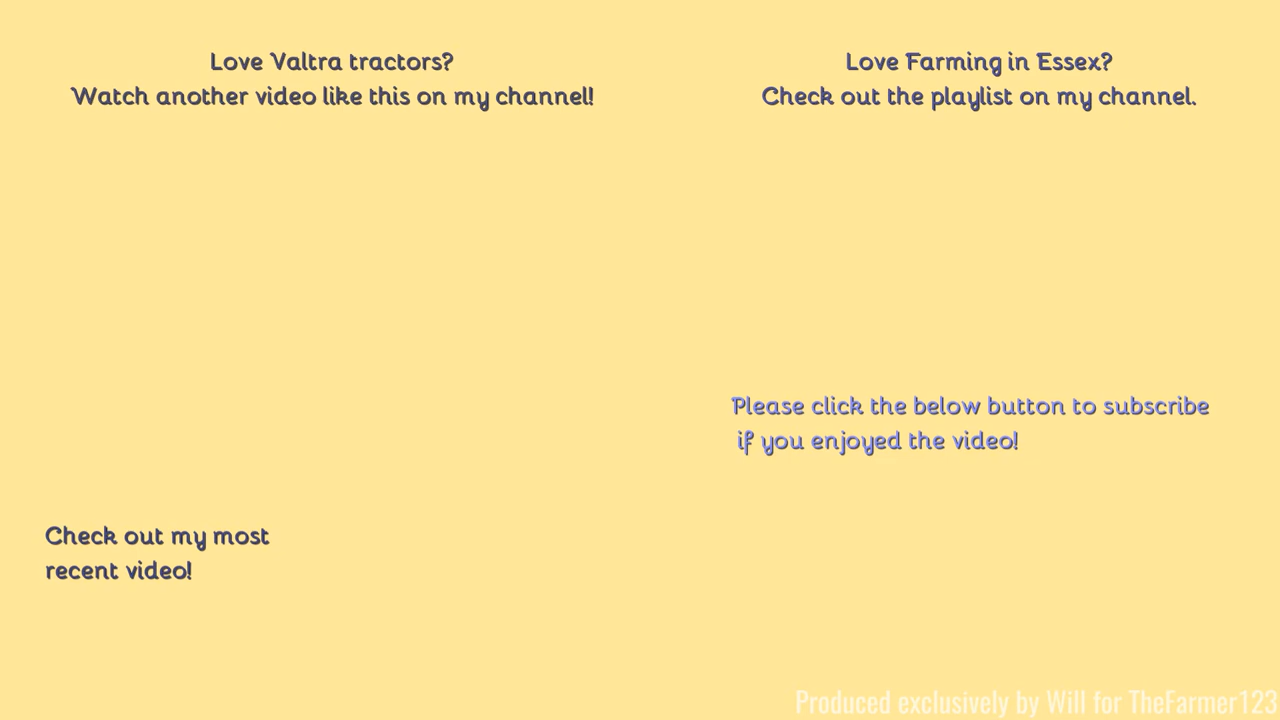 Love Valtra tractors?
Watch another video like this on my channel!
Love Farming in Essex?
Check out the playlist on my channel.
Please click the below button to subscribe
if you enjoyed the video!
Check out my most
recent video!
Produced exclusively by Will for TheFarmer123